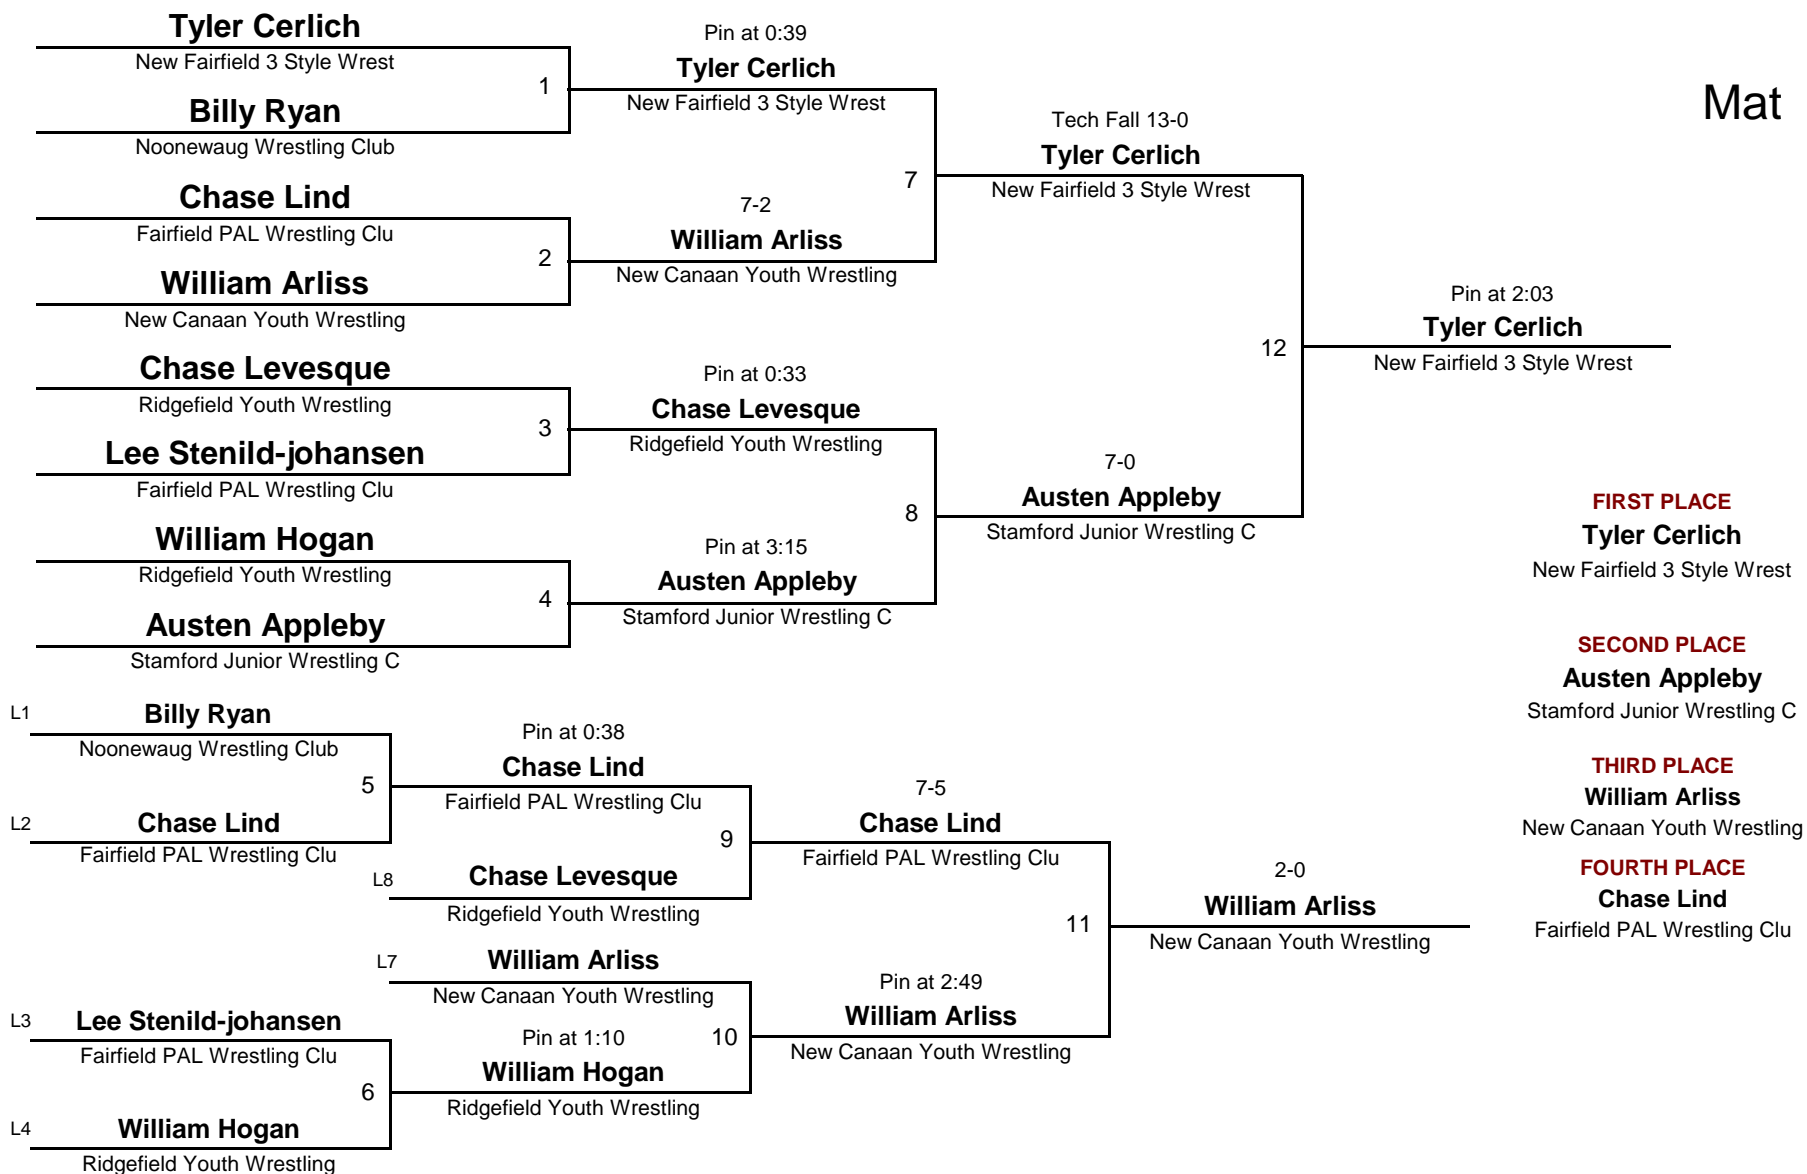 Tyler Cerlich
New Fairfield 3 Style Wrest
1
Billy Ryan
Noonewaug Wrestling Club
Chase Lind
Fairfield PAL Wrestling Clu
2
William Arliss
New Canaan Youth Wrestling
Chase Levesque
Ridgefield Youth Wrestling
3
Lee Stenild-johansen
Fairfield PAL Wrestling Clu
William Hogan
Ridgefield Youth Wrestling
4
Austen Appleby
Stamford Junior Wrestling C
Pin at 0:39
Tyler Cerlich
New Fairfield 3 Style Wrest
7
7-2
William Arliss
New Canaan Youth Wrestling
Pin at 0:33
Chase Levesque
Ridgefield Youth Wrestling
8
Pin at 3:15
Austen Appleby
Stamford Junior Wrestling C
Tech Fall 13-0
Tyler Cerlich
New Fairfield 3 Style Wrest
12
7-0
Austen Appleby
Stamford Junior Wrestling C
Pin at 2:03
Tyler Cerlich
New Fairfield 3 Style Wrest
Mat
FIRST PLACE
Tyler Cerlich
New Fairfield 3 Style Wrest
SECOND PLACE
Austen Appleby
Stamford Junior Wrestling C
THIRD PLACE
William Arliss
New Canaan Youth Wrestling
FOURTH PLACE
Chase Lind
Fairfield PAL Wrestling Clu
L1 Billy Ryan
Noonewaug Wrestling Club
5
L2 Chase Lind
Fairfield PAL Wrestling Clu
L3 Lee Stenild-johansen
Fairfield PAL Wrestling Clu
6
L4 William Hogan
Ridgefield Youth Wrestling
Pin at 0:38
Chase Lind
Fairfield PAL Wrestling Clu
9
L8 Chase Levesque
Ridgefield Youth Wrestling
L7 William Arliss
New Canaan Youth Wrestling
10
Pin at 1:10
William Hogan
Ridgefield Youth Wrestling
7-5
Chase Lind
Fairfield PAL Wrestling Clu
11
Pin at 2:49
William Arliss
New Canaan Youth Wrestling
2-0
William Arliss
New Canaan Youth Wrestling